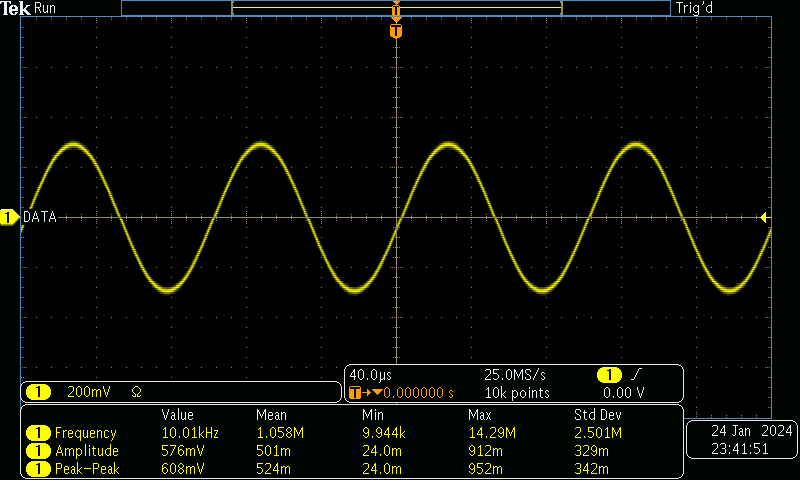 Tek Run Trig'd
T
T
1 DATA
1 200mV Ω
40.0µs 25.0MS/s 1
T→▼0.000000 s 10k points 0.00 V
Value Mean Min Max Std Dev
1 Frequency 10.01kHz 1.058M 9.944k 14.29M 2.501M
1 Amplitude 576mV 501m 24.0m 912m 329m
1 Peak-Peak 608mV 524m 24.0m 952m 342m
24 Jan 2024
23:41:51